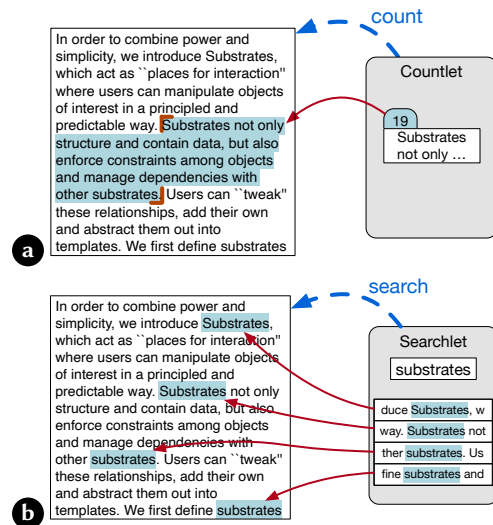 count
In order to combine power and
simplicity, we introduce Substrates,
which act as ``places for interaction"
where users can manipulate objects
of interest in a principled and
predictable way. Substrates not only
structure and contain data, but also
enforce constraints among objects
and manage dependencies with
other substrates. Users can ``tweak"
these relationships, add their own
and abstract them out into
templates. We first define substrates
Countlet
19
Substrates
not only ...
a
search
In order to combine power and
simplicity, we introduce Substrates,
which act as ``places for interaction"
where users can manipulate objects
of interest in a principled and
predictable way. Substrates not only
structure and contain data, but also
enforce constraints among objects
and manage dependencies with
other substrates. Users can ``tweak"
these relationships, add their own
and abstract them out into
templates. We first define substrates
Searchlet
substrates
duce Substrates, w
way. Substrates not
ther substrates. Us
fine substrates and
b